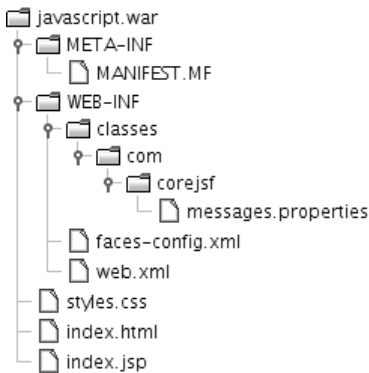 javascript.war
META-INF
MANIFEST.MF
WEB-INF
classes
com
corejsf
messages.properties
faces-config.xml
web.xml
styles.css
index.html
index.jsp